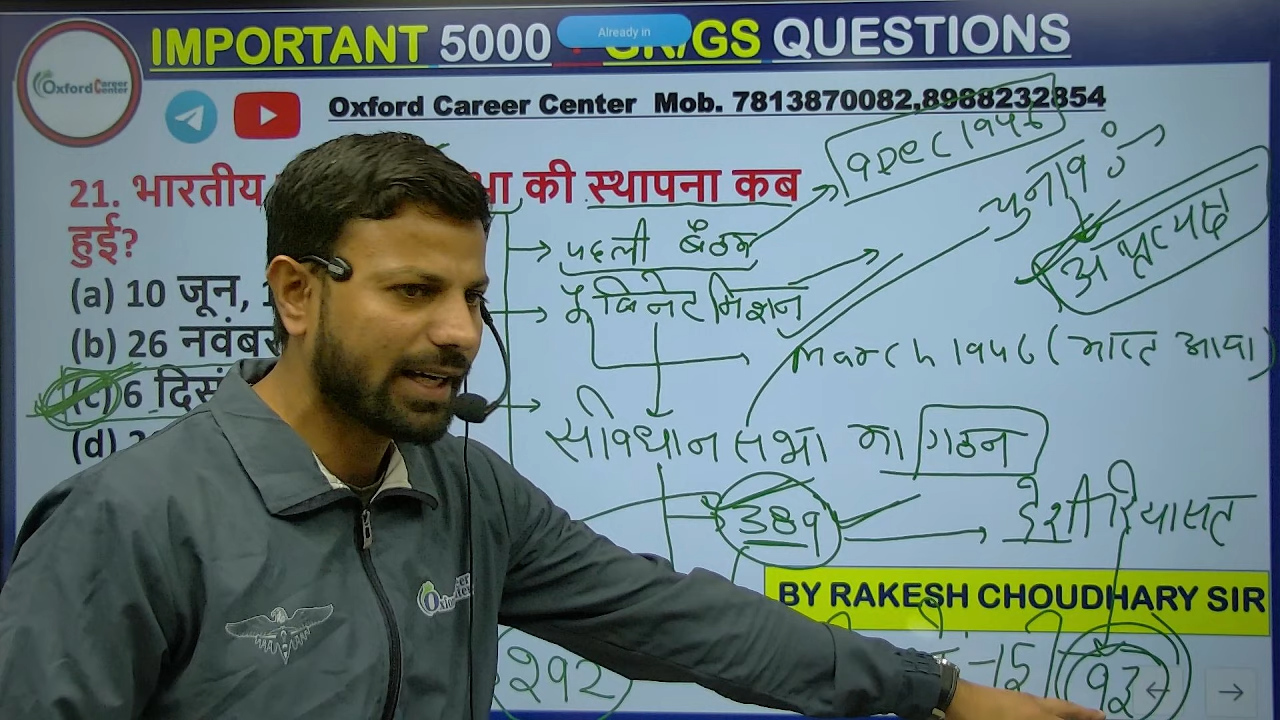 IMPORTANT 5000 GK/GS QUESTIONS
Already in
Oxford Career Center
Oxford Career Center Mob. 7813870082,8988232854
21. भारतीय की स्थापना कब
हुई?
(a) 10 जून,
(b) 26 नवंबर
(c) 6
(d)
9 Dec 1946
पहली बैठक
चुनाव
अप्रत्यक्ष
कैबिनेट मिशन
March 1946 (भारत आया)
संविधान सभा का गठन
389
देशी रियासत
BY RAKESH CHOUDHARY SIR
292
93